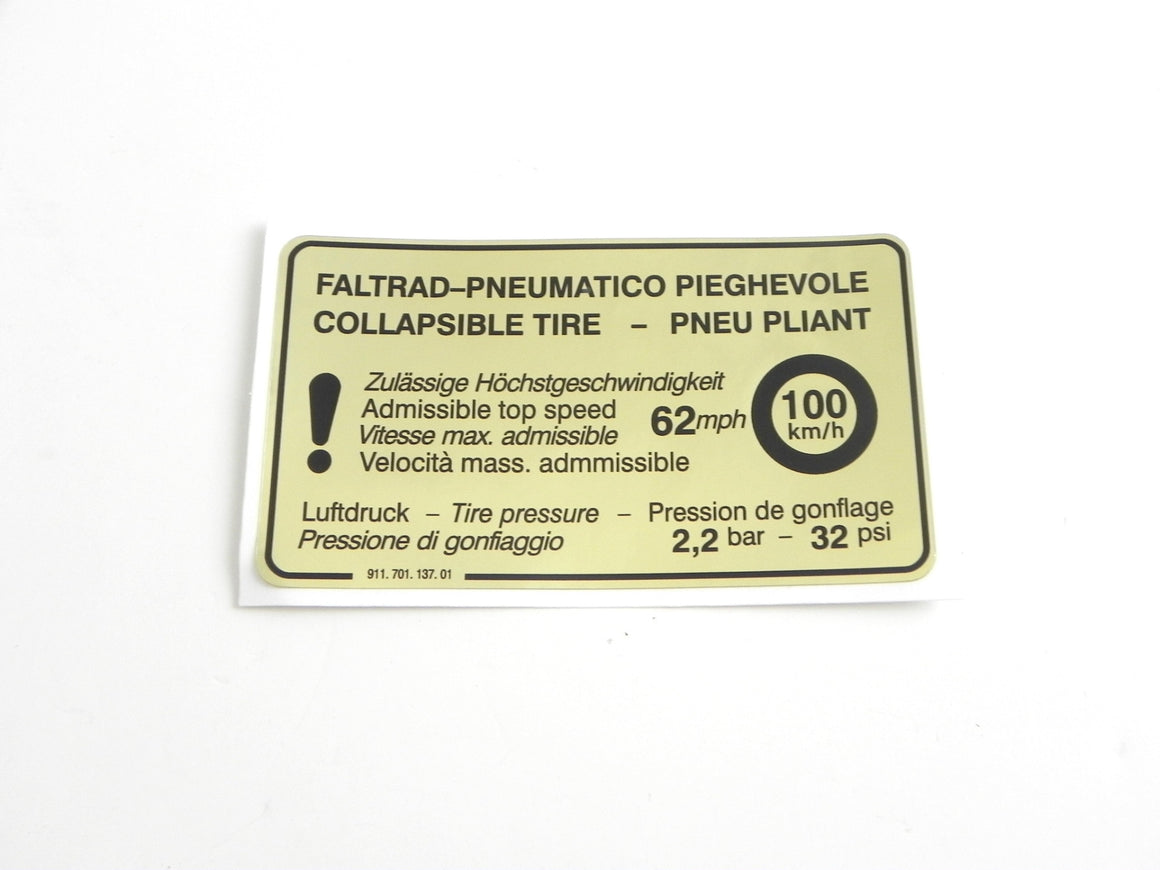 FALTRAD–PNEUMATICO PIEGHEVOLE
COLLAPSIBLE TIRE – PNEU PLIANT
! Zulässige Höchstgeschwindigkeit
Admissible top speed
Vitesse max. admissible
Velocità mass. admmissible
62 mph
100
km/h
Luftdruck – Tire pressure – Pression de gonflage
Pressione di gonfiaggio 2,2 bar – 32 psi
911. 701. 137. 01